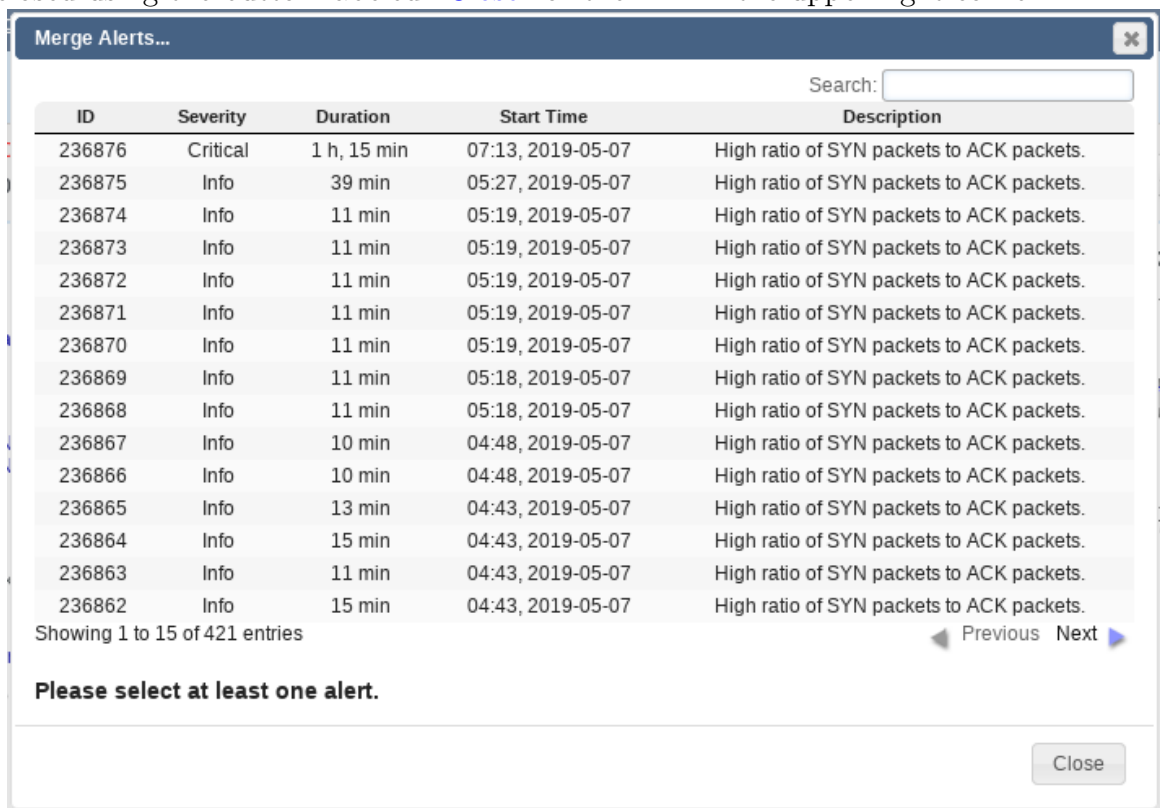 Merge Alerts...
Search:
ID Severity Duration Start Time Description
236876 Critical 1 h, 15 min 07:13, 2019-05-07 High ratio of SYN packets to ACK packets.
236875 Info 39 min 05:27, 2019-05-07 High ratio of SYN packets to ACK packets.
236874 Info 11 min 05:19, 2019-05-07 High ratio of SYN packets to ACK packets.
236873 Info 11 min 05:19, 2019-05-07 High ratio of SYN packets to ACK packets.
236872 Info 11 min 05:19, 2019-05-07 High ratio of SYN packets to ACK packets.
236871 Info 11 min 05:19, 2019-05-07 High ratio of SYN packets to ACK packets.
236870 Info 11 min 05:19, 2019-05-07 High ratio of SYN packets to ACK packets.
236869 Info 11 min 05:18, 2019-05-07 High ratio of SYN packets to ACK packets.
236868 Info 11 min 05:18, 2019-05-07 High ratio of SYN packets to ACK packets.
236867 Info 10 min 04:48, 2019-05-07 High ratio of SYN packets to ACK packets.
236866 Info 10 min 04:48, 2019-05-07 High ratio of SYN packets to ACK packets.
236865 Info 13 min 04:43, 2019-05-07 High ratio of SYN packets to ACK packets.
236864 Info 15 min 04:43, 2019-05-07 High ratio of SYN packets to ACK packets.
236863 Info 11 min 04:43, 2019-05-07 High ratio of SYN packets to ACK packets.
236862 Info 15 min 04:43, 2019-05-07 High ratio of SYN packets to ACK packets.
Showing 1 to 15 of 421 entries Previous Next
Please select at least one alert.
Close